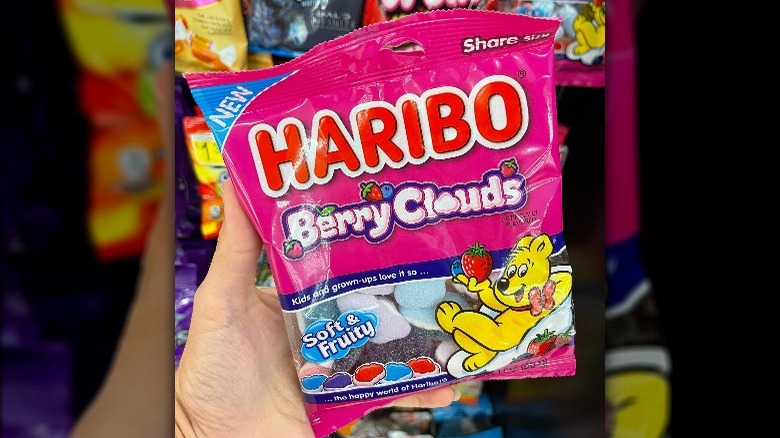 Share size
NEW
HARIBO®
Berry Clouds
Kids and grown-ups love it so ...
Soft &
Fruity
... the happy world of Haribo